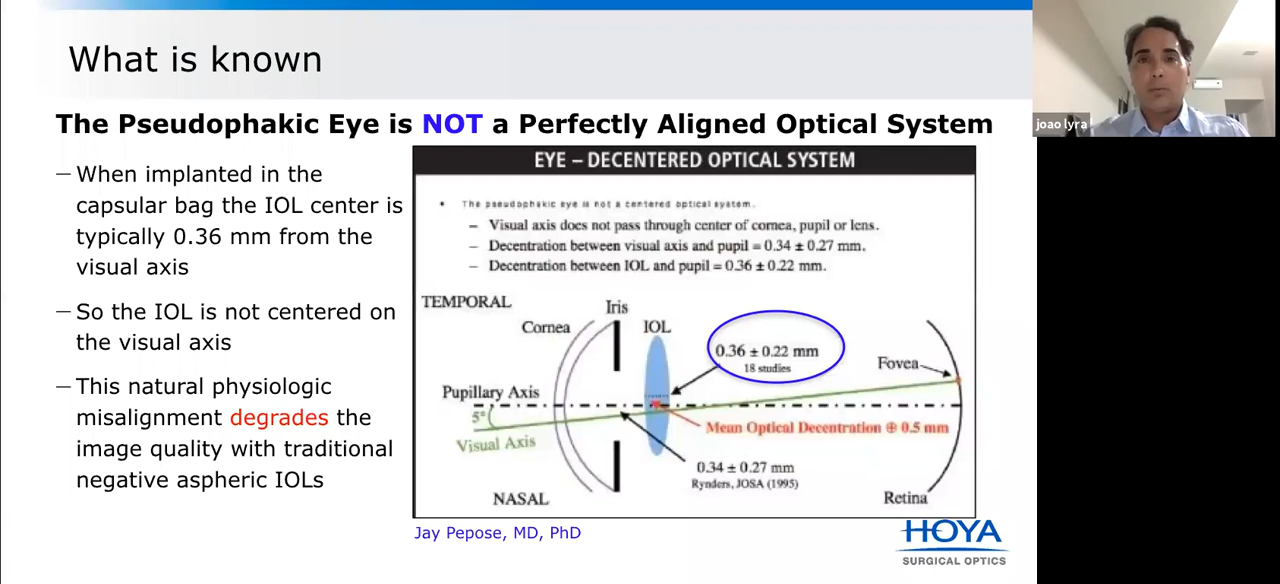 What is known
The Pseudophakic Eye is NOT a Perfectly Aligned Optical System
— When implanted in the
capsular bag the IOL center is
typically 0.36 mm from the
visual axis
— So the IOL is not centered on
the visual axis
— This natural physiologic
misalignment degrades the
image quality with traditional
negative aspheric IOLs
EYE – DECENTERED OPTICAL SYSTEM
• The pseudophakic eye is not a centered optical system.
– Visual axis does not pass through center of cornea, pupil or lens.
– Decentration between visual axis and pupil = 0.34 ± 0.27 mm.
– Decentration between IOL and pupil = 0.36 ± 0.22 mm.
TEMPORAL
Iris
Cornea
IOL
0.36 ± 0.22 mm
18 studies
Fovea
Pupillary Axis
5°
Visual Axis
Mean Optical Decentration ⊕ 0.5 mm
0.34 ± 0.27 mm
Rynders, JOSA (1995)
NASAL
Retina
Jay Pepose, MD, PhD
HOYA
SURGICAL OPTICS
joao lyra